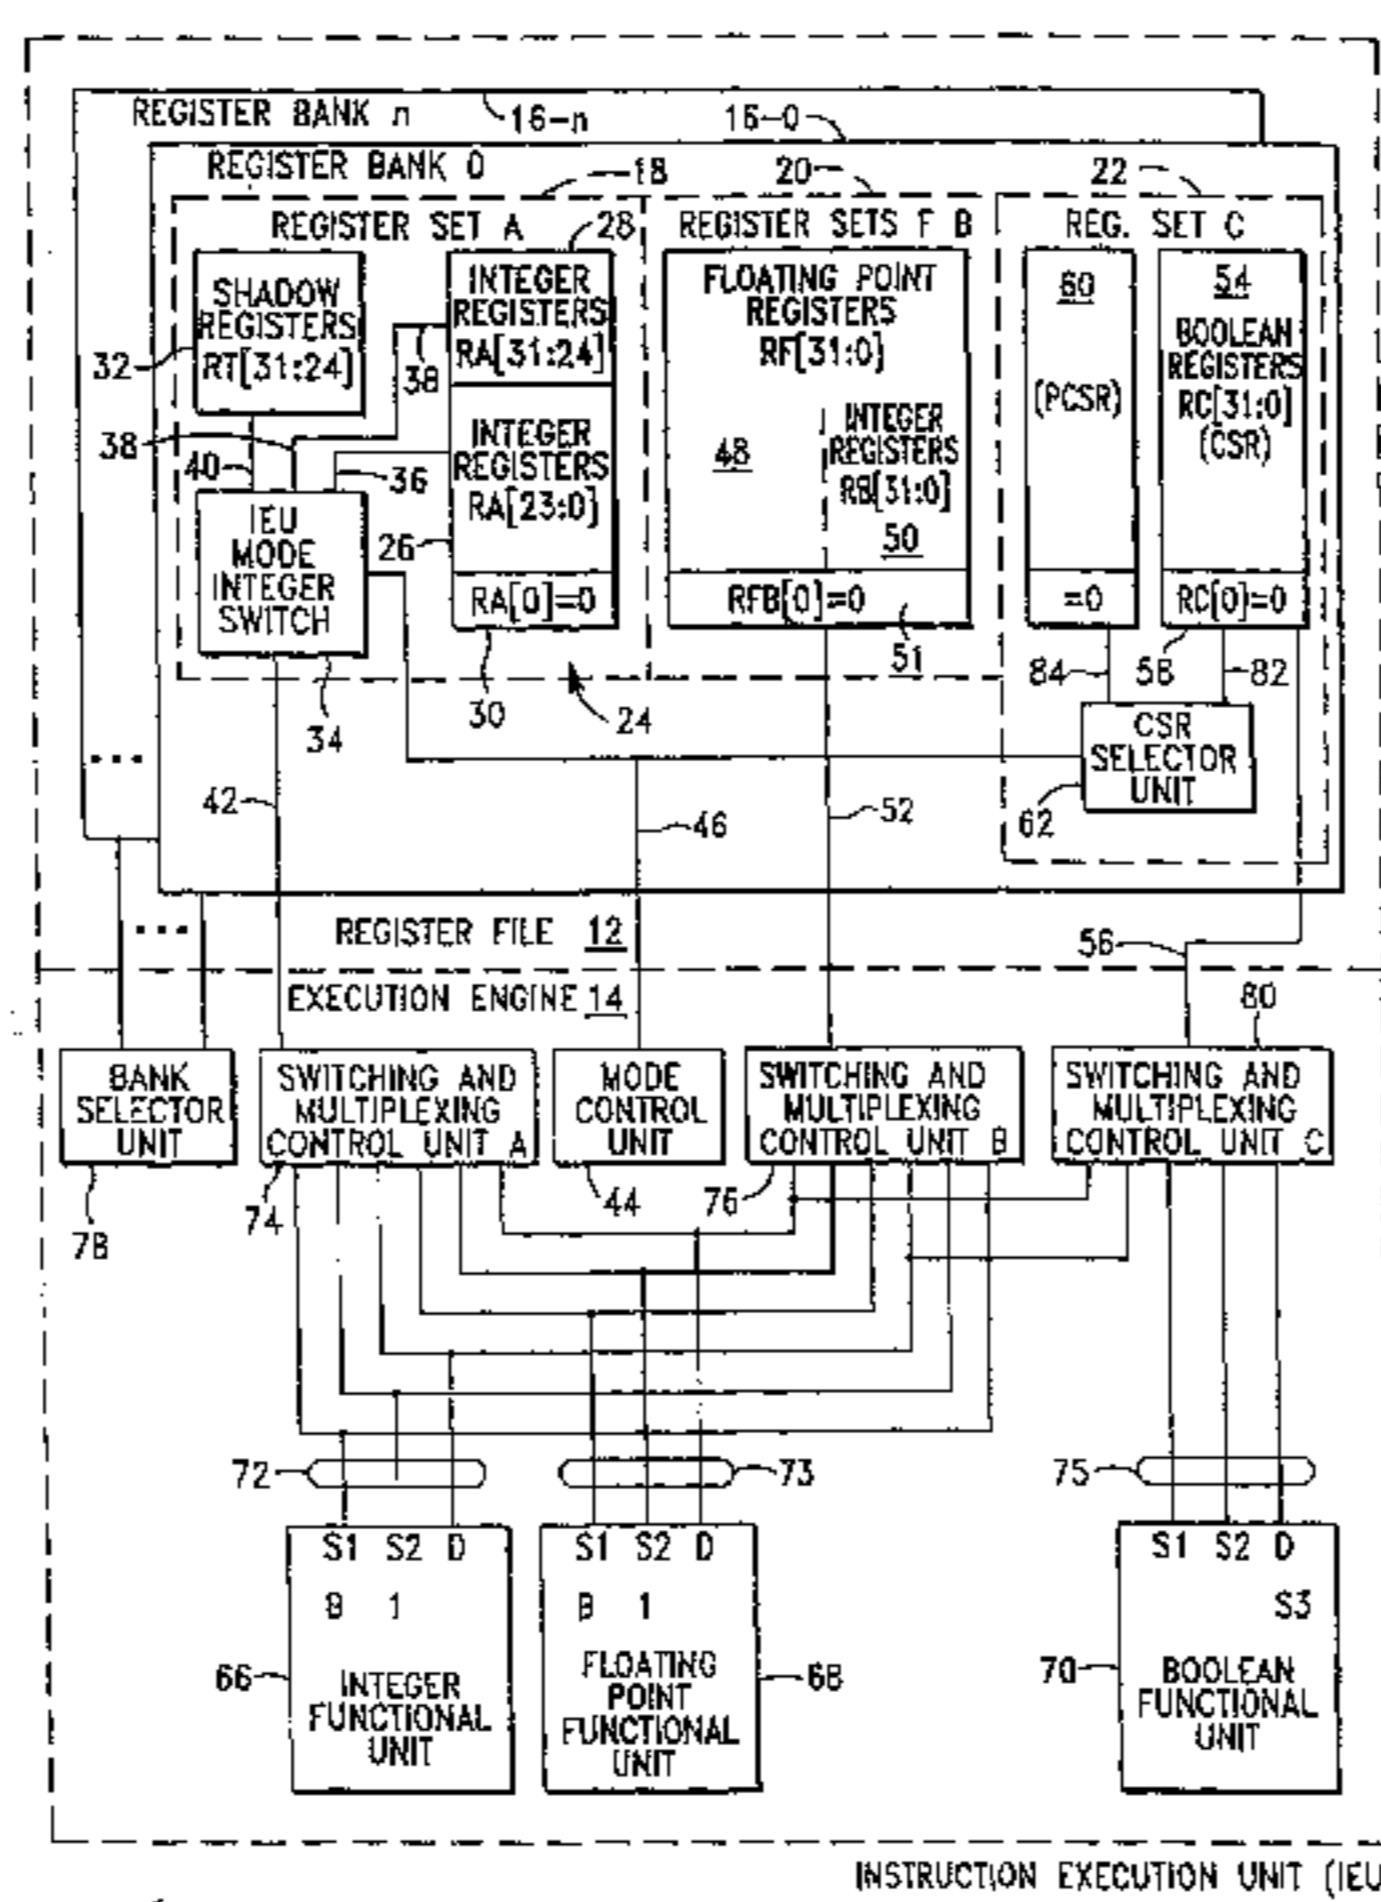 REGISTER BANK n
16-n
16-0
REGISTER BANK 0
18
20
22
REGISTER SET A
28
REGISTER SETS F B
REG. SET C
SHADOW
REGISTERS
RT[31:24]
32
INTEGER
REGISTERS
RA[31:24]
38
FLOATING POINT
REGISTERS
RF[31:0]
60
(PCSR)
54
BOOLEAN
REGISTERS
RC[31:0]
(CSR)
38
40
36
INTEGER
REGISTERS
RA[23:0]
48
INTEGER
REGISTERS
RB[31:0]
50
IEU
MODE
INTEGER
SWITCH
26
RA[0]=0
RFB[0]=0
=0
RC[0]=0
51
84
58
82
34
30
24
CSR
SELECTOR
UNIT
62
...
42
46
52
...
REGISTER FILE 12
56
EXECUTION ENGINE 14
80
BANK
SELECTOR
UNIT
SWITCHING AND
MULTIPLEXING
CONTROL UNIT A
MODE
CONTROL
UNIT
SWITCHING AND
MULTIPLEXING
CONTROL UNIT B
SWITCHING AND
MULTIPLEXING
CONTROL UNIT C
78
74
44
76
72
73
75
S1 S2 D
B 1
INTEGER
FUNCTIONAL
UNIT
66
S1 S2 D
B 1
FLOATING
POINT
FUNCTIONAL
UNIT
68
S1 S2 D
S3
BOOLEAN
FUNCTIONAL
UNIT
70
INSTRUCTION EXECUTION UNIT (IEU